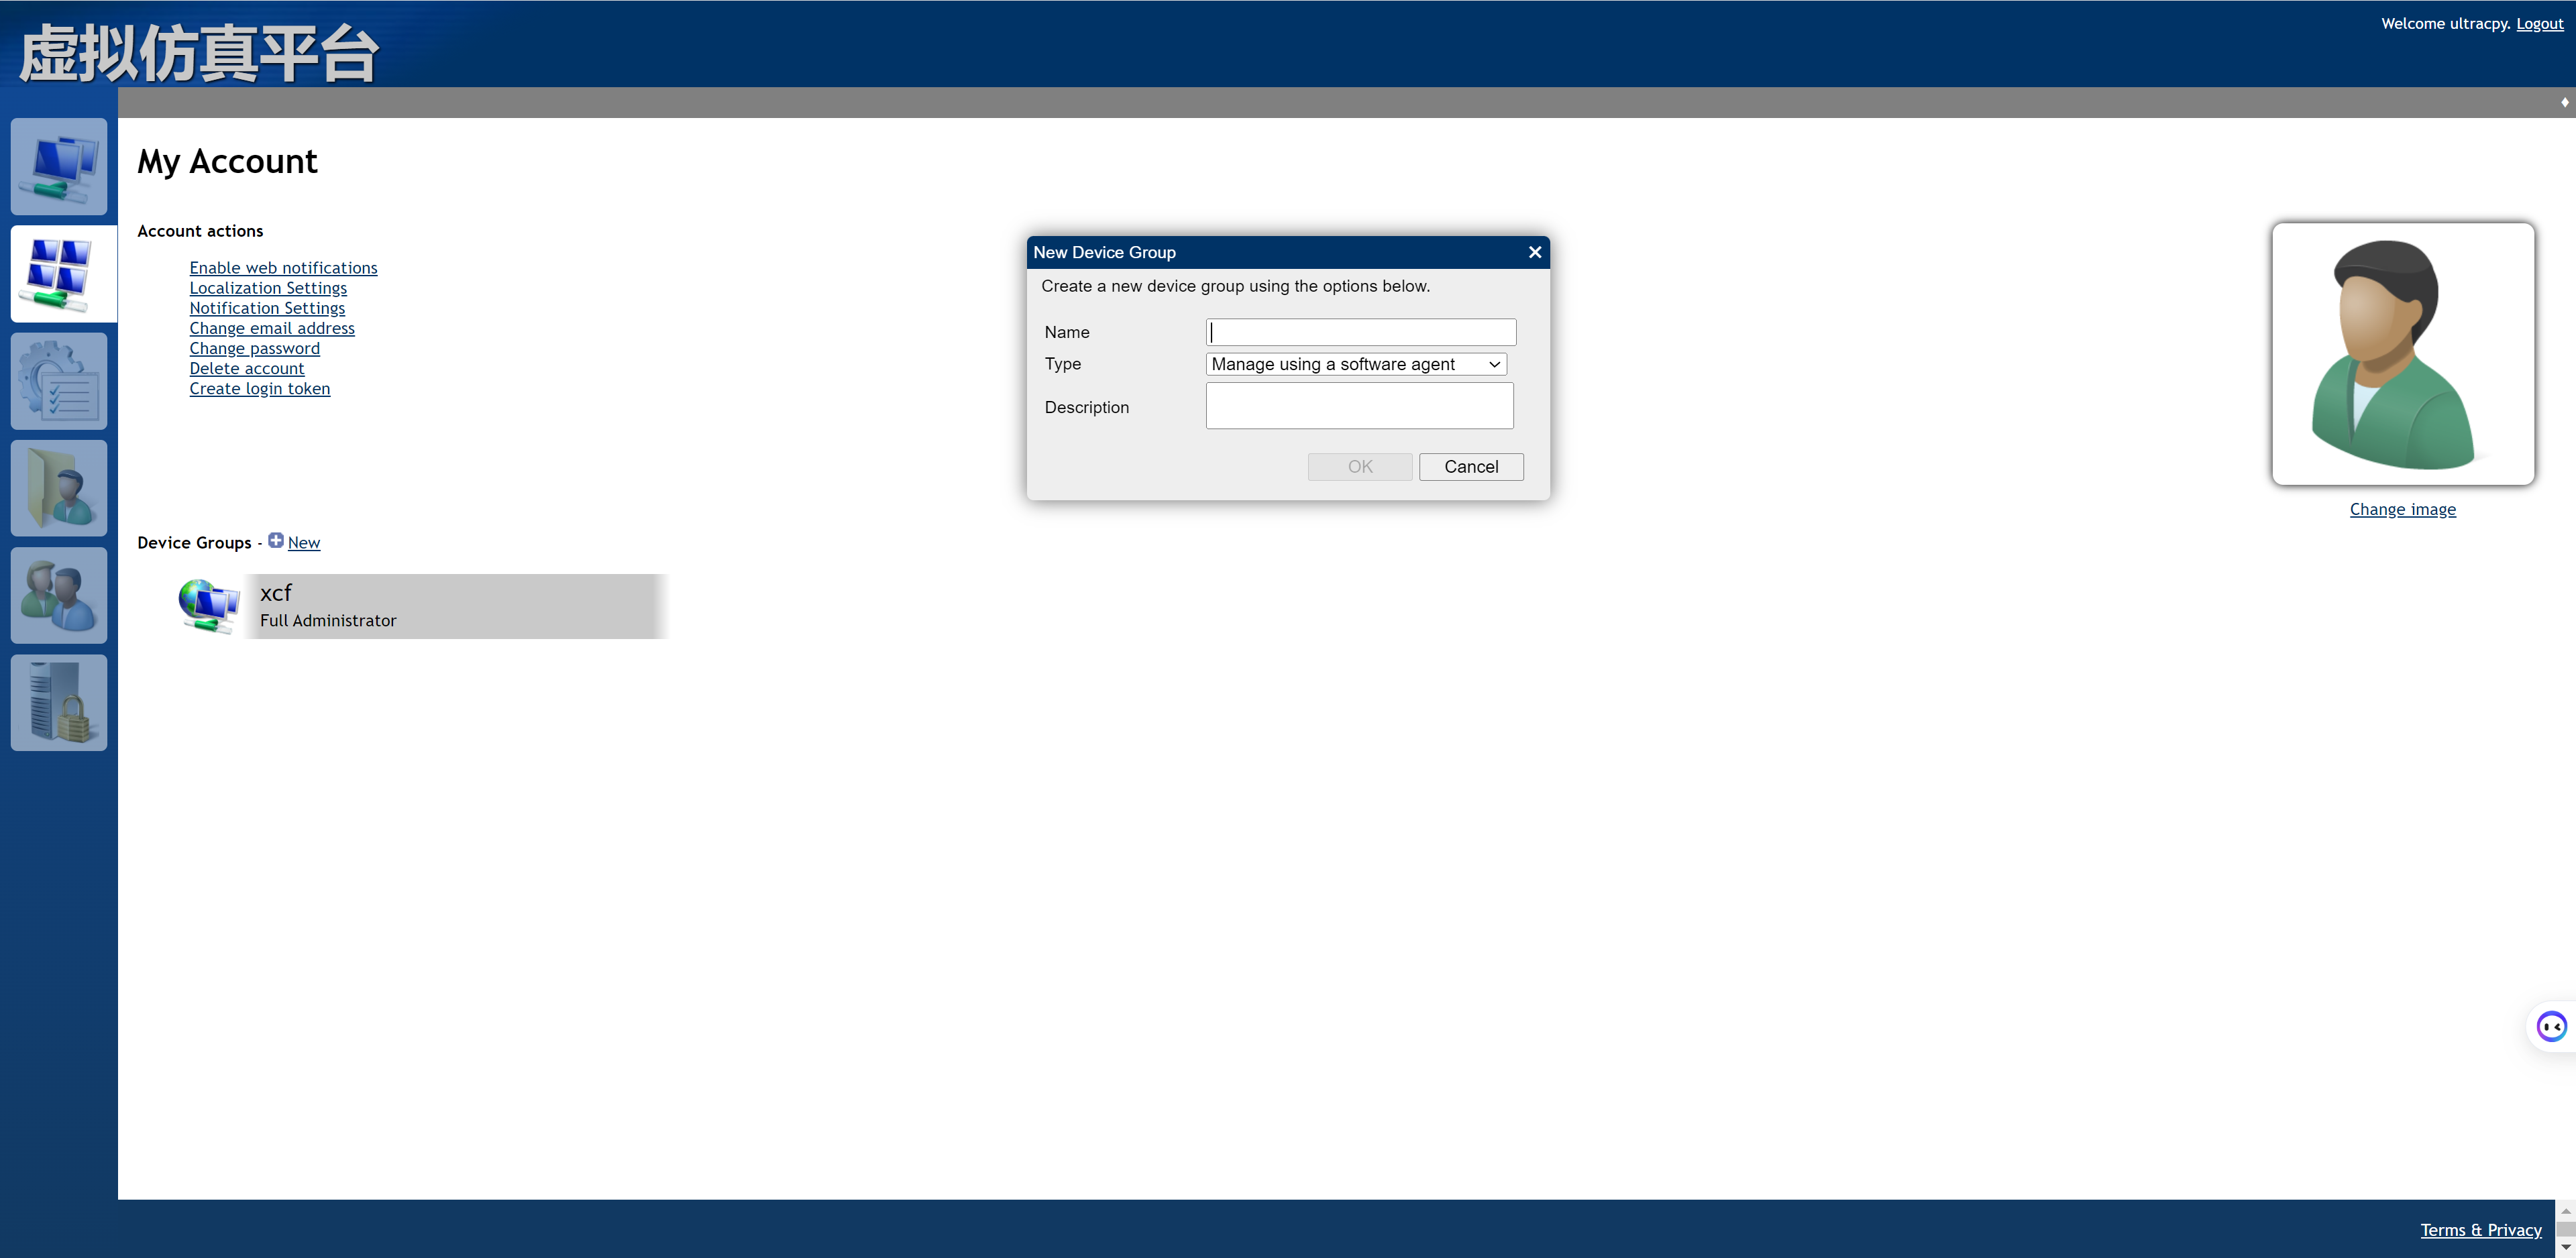 虚拟仿真平台
Welcome ultracpy. Logout
My Account
Account actions
Enable web notifications
Localization Settings
Notification Settings
Change email address
Change password
Delete account
Create login token
New Device Group
Create a new device group using the options below.
Name
Type Manage using a software agent
Description
OK Cancel
Change image
Device Groups - New
xcf
Full Administrator
Terms & Privacy